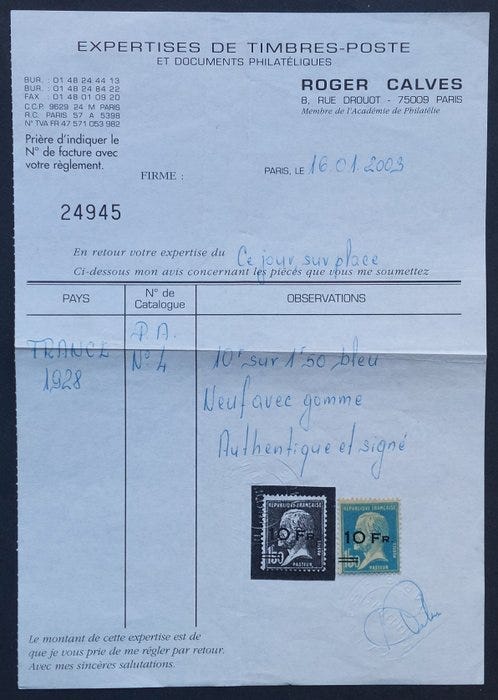 EXPERTISES DE TIMBRES-POSTE
ET DOCUMENTS PHILATÉLIQUES
BUR. : 01 48 24 44 13
BUR. : 01 48 24 84 22
FAX : 01 48 01 09 20
C.C.P. 9629 24 M PARIS
R.C. PARIS 57 A 5398
N° TVA FR 47 571 053 982
ROGER CALVES
8, RUE DROUOT - 75009 PARIS
Membre de l'Académie de Philatélie
Prière d'indiquer le
N° de facture avec
votre règlement.
FIRME :
PARIS, LE 16.01.2003
24945
En retour votre expertise du Ce jour sur place
Ci-dessous mon avis concernant les pièces que vous me soumettez
PAYS
N° de Catalogue
OBSERVATIONS
FRANCE
1928
P.A.
N° 4
10F sur 1F50 bleu
Neuf avec gomme
Authentique et signé
REPUBLIQUE FRANÇAISE
10 Fr
1F50
POSTES
PASTEUR
REPUBLIQUE FRANÇAISE
10 Fr
1F50
POSTES
PASTEUR
Le montant de cette expertise est de
que je vous prie de me régler par retour.
Avec mes sincères salutations.